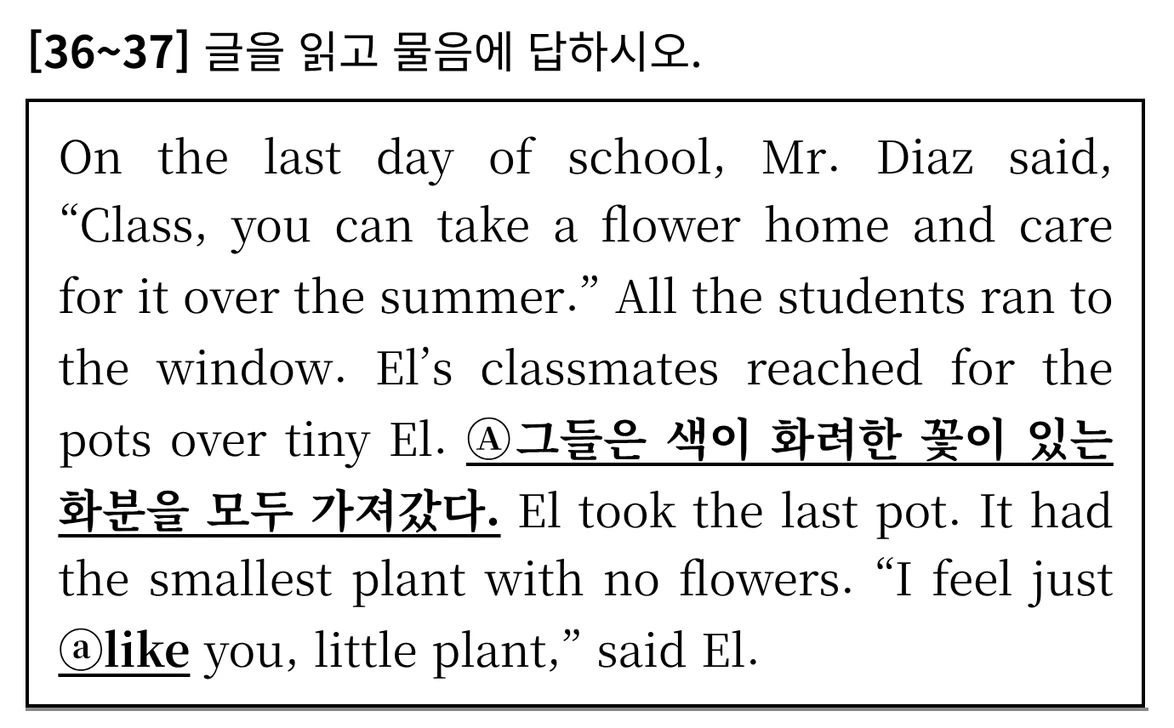 [36~37] 글을 읽고 물음에 답하시오.
On the last day of school, Mr. Diaz said,
“Class, you can take a flower home and care
for it over the summer.” All the students ran to
the window. El’s classmates reached for the
pots over tiny El. Ⓐ그들은 색이 화려한 꽃이 있는
화분을 모두 가져갔다. El took the last pot. It had
the smallest plant with no flowers. “I feel just
ⓐlike you, little plant,” said El.